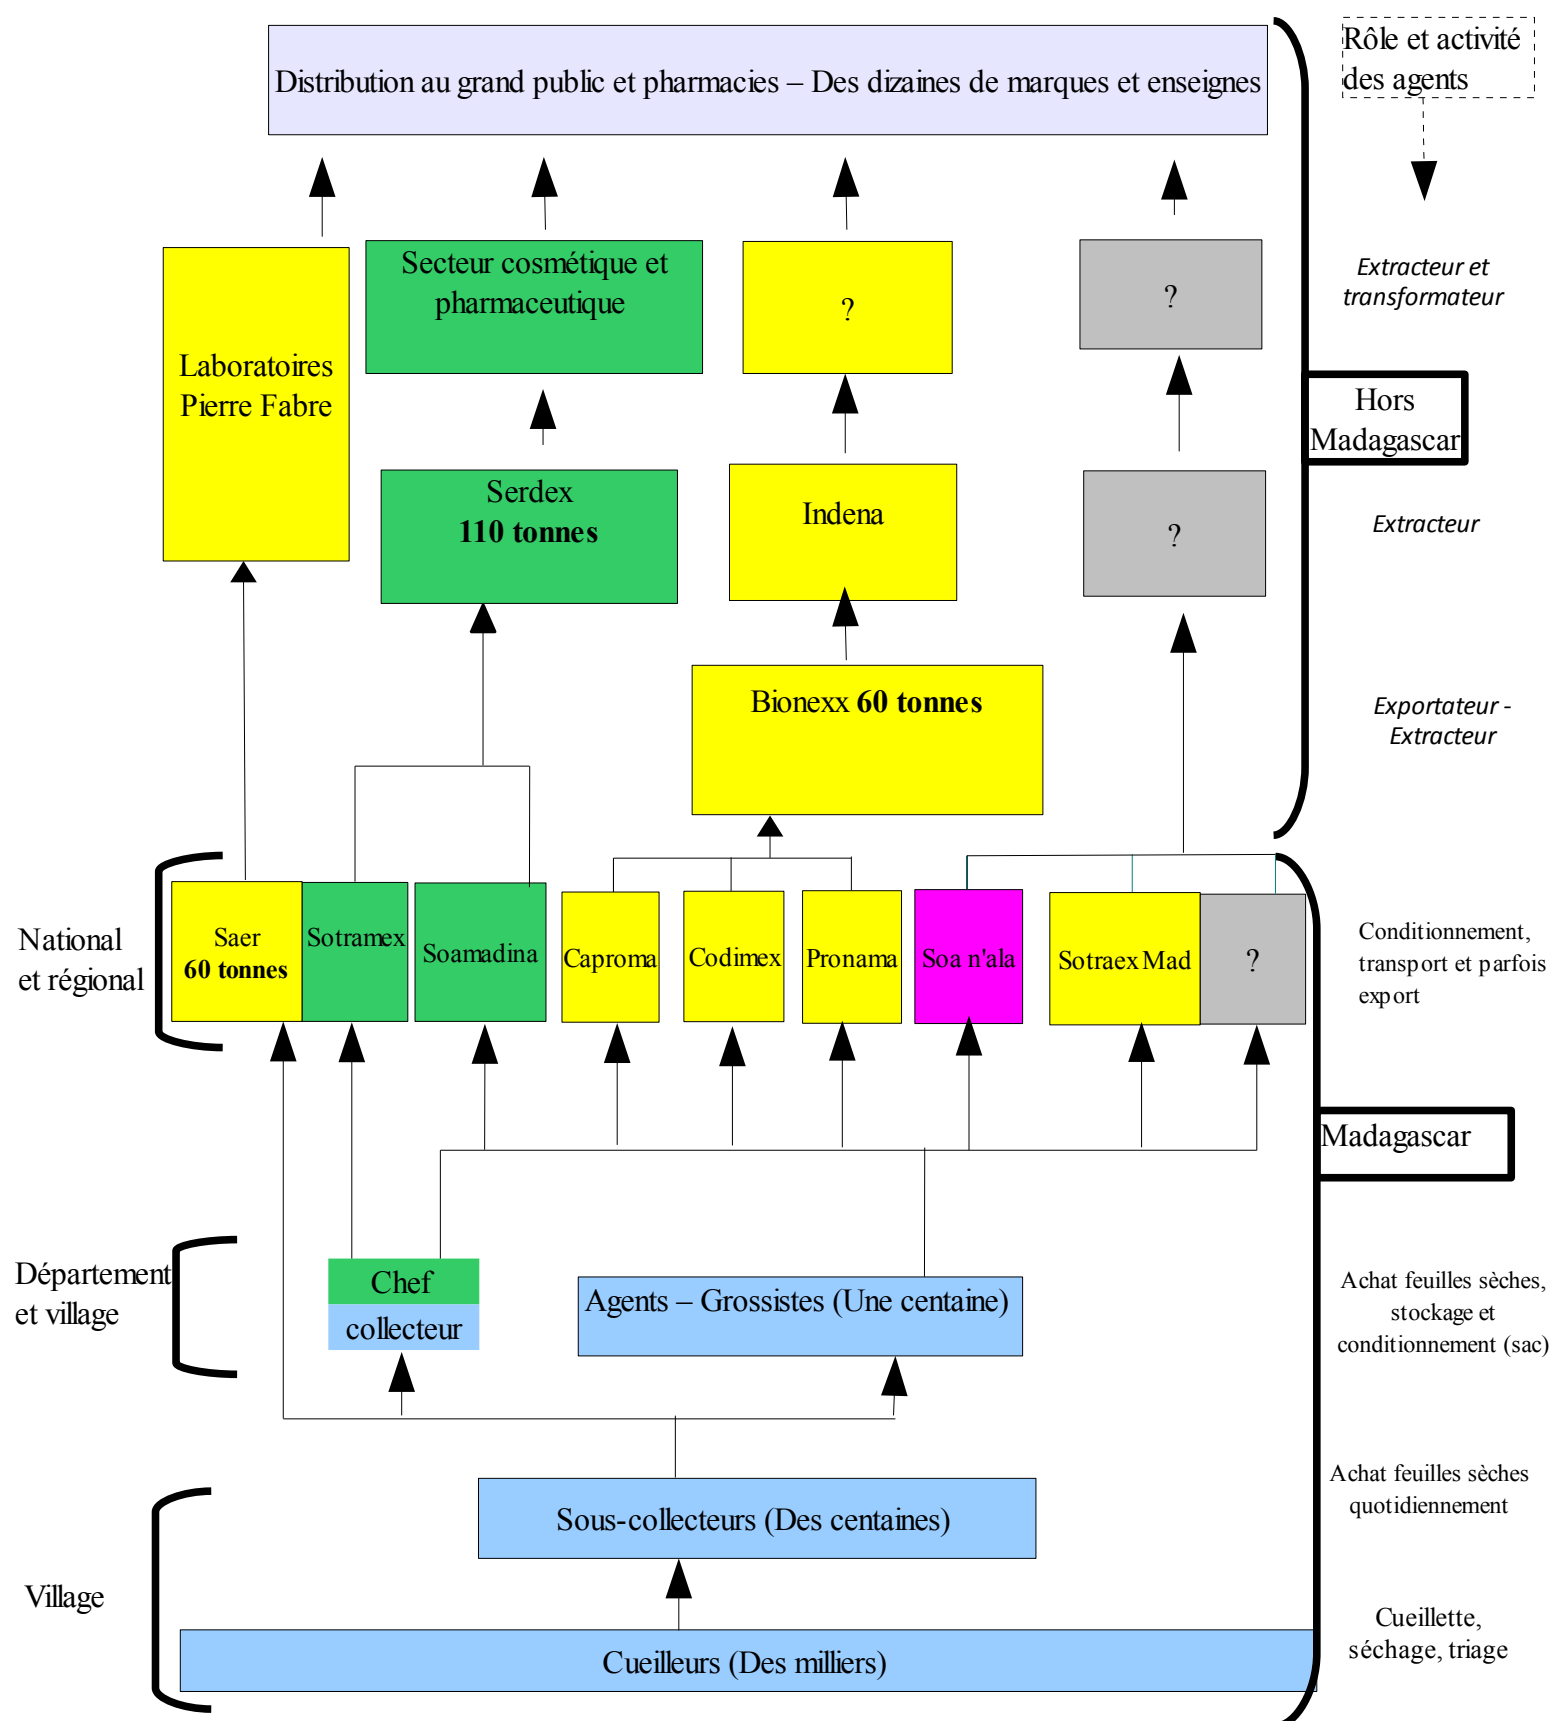 Rôle et activité
des agents
Distribution au grand public et pharmacies – Des dizaines de marques et enseignes
Laboratoires
Pierre Fabre
Secteur cosmétique et
pharmaceutique
?
?
Extracteur et
transformateur
Hors
Madagascar
Serdex
110 tonnes
Indena
?
Extracteur
Bionexx 60 tonnes
Exportateur -
Extracteur
National
et régional
Saer
60 tonnes
Sotramex
Soamadina
Caproma
Codimex
Pronama
Soa n'ala
Sotraex Mad
?
Conditionnement,
transport et parfois
export
Madagascar
Département
et village
Chef
collecteur
Agents – Grossistes (Une centaine)
Achat feuilles sèches,
stockage et
conditionnement (sac)
Sous-collecteurs (Des centaines)
Achat feuilles sèches
quotidiennement
Village
Cueilleurs (Des milliers)
Cueillette,
séchage, triage